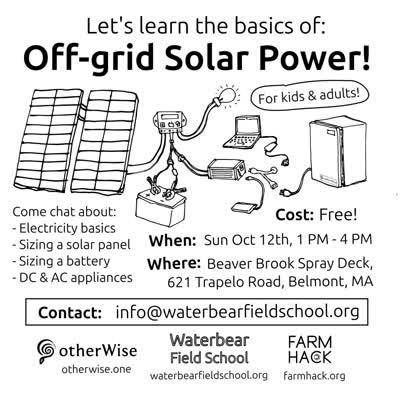 Let's learn the basics of:
Off-grid Solar Power!
For kids & adults!
Come chat about:
- Electricity basics
- Sizing a solar panel
- Sizing a battery
- DC & AC appliances
Cost: Free!
When: Sun Oct 12th, 1 PM - 4 PM
Where: Beaver Brook Spray Deck,
621 Trapelo Road, Belmont, MA
Contact: info@waterbearfieldschool.org
otherWise
otherwise.one
Waterbear
Field School
waterbearfieldschool.org
FARM
HACK
farmhack.org